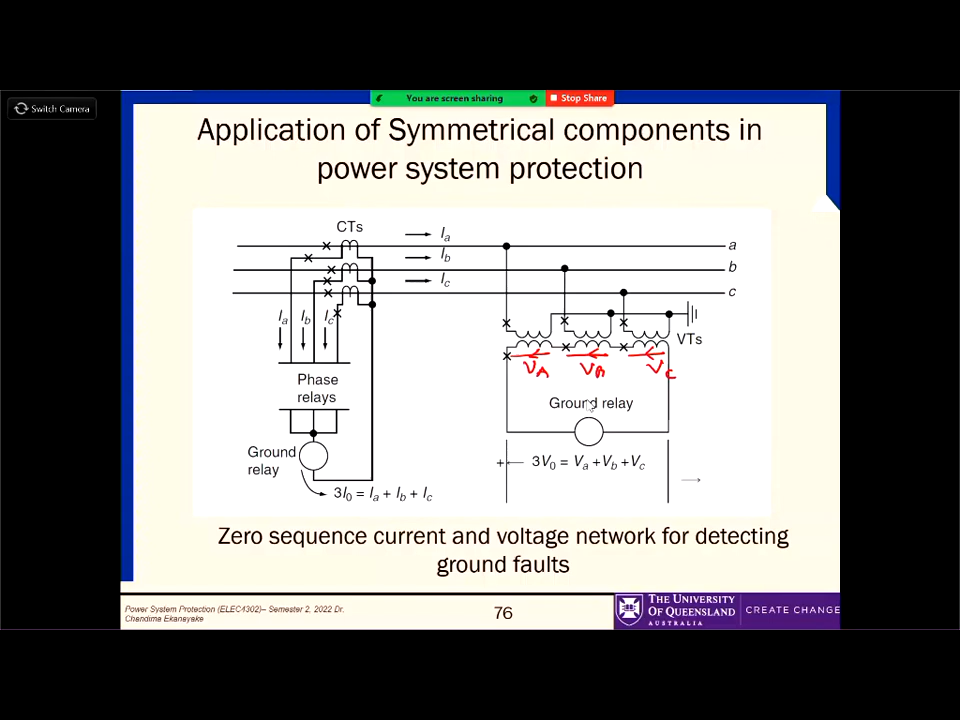 Switch Camera
You are screen sharing
Stop Share
Application of Symmetrical components in
power system protection
CTs
Ia
Ib
Ic
a
b
c
Ia Ib Ic
VTs
VA VB VC
Phase
relays
Ground relay
Ground
relay
+ 3V0 = Va + Vb + Vc
3I0 = Ia + Ib + Ic
Zero sequence current and voltage network for detecting
ground faults
Power System Protection (ELEC4302)– Semester 2, 2022 Dr.
Chandima Ekanayake
76
THE UNIVERSITY
OF QUEENSLAND
AUSTRALIA
CREATE CHANGE